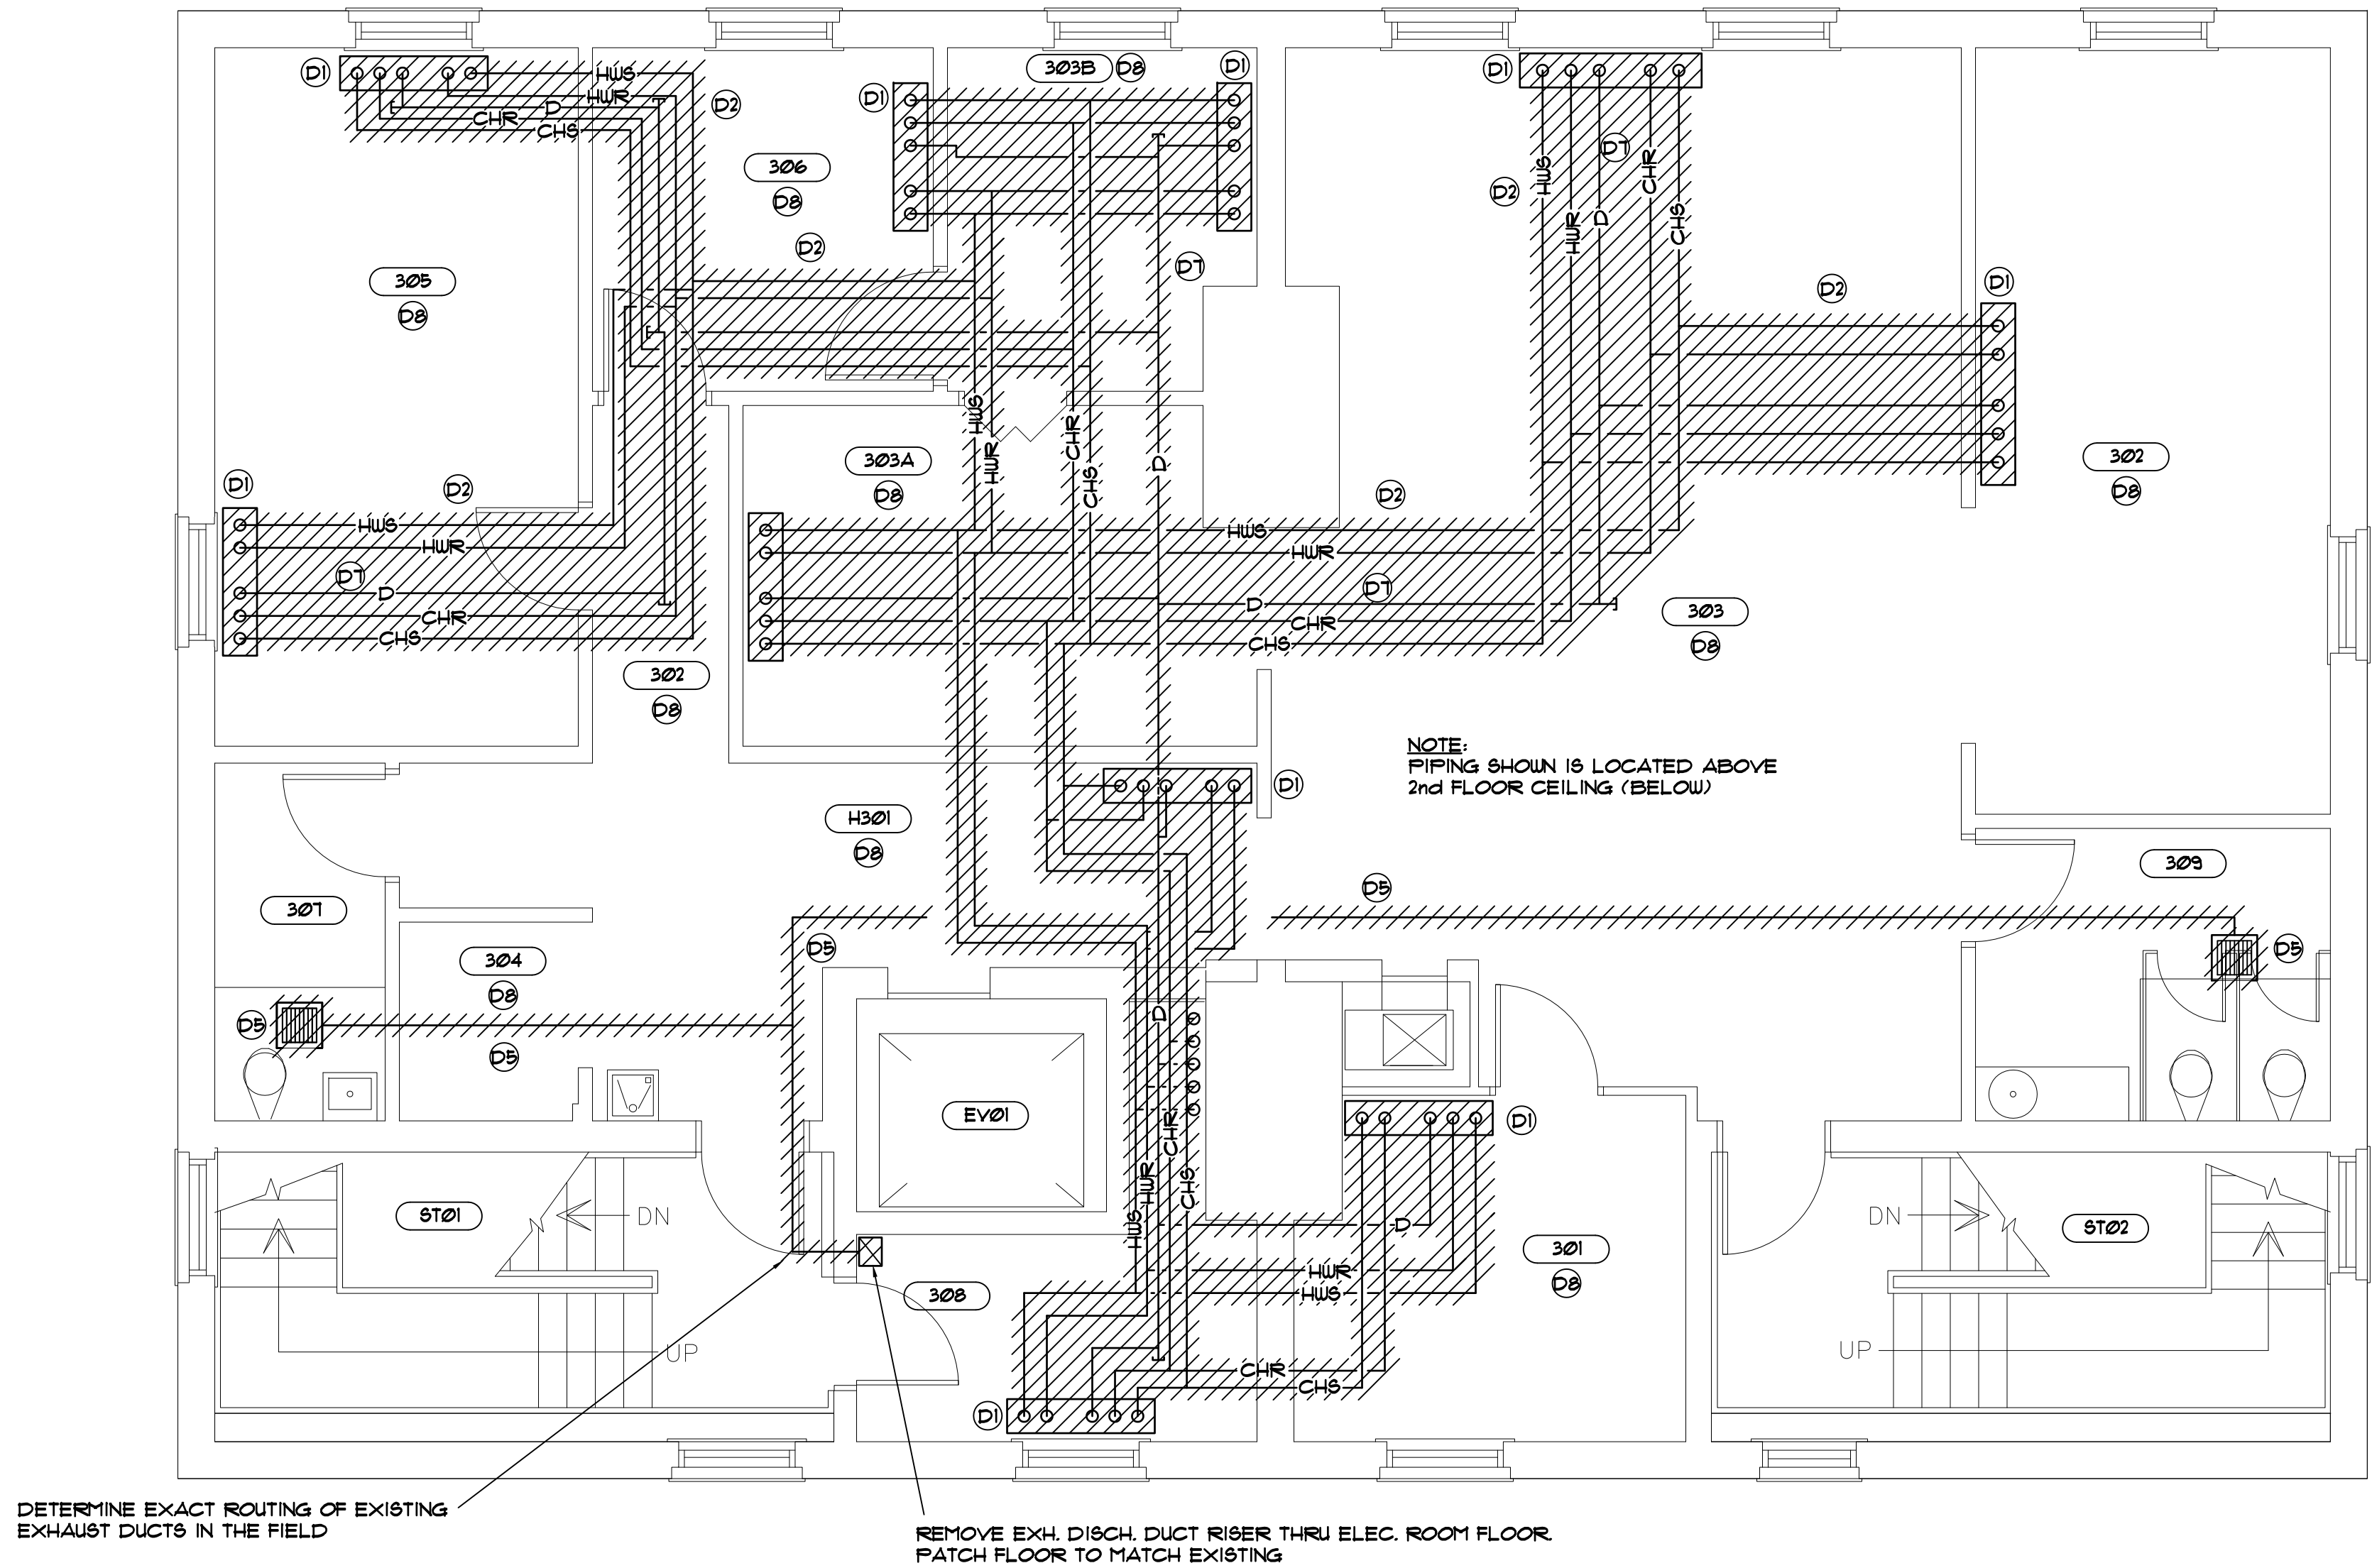 303B
D8
D1
D1
D1
D1
HWS
HWR
D
CHR
CHS
D2
306
D8
D2
D7
HWS
HWR
D
D7
CHR
CHS
D2
305
D8
D7
D2
D1
302
D8
D1
D2
HWS
HWR
D7
D
CHR
CHS
303A
D8
HWS
HWR
CHR
CHS
D
D2
HWS
HWR
D7
D
CHR
CHS
303
D8
302
D8
NOTE:
PIPING SHOWN IS LOCATED ABOVE
2nd FLOOR CEILING (BELOW)
D1
H301
D8
307
304
D8
D5
D5
D5
D5
309
D5
D
EV01
D1
CHR
HWR
CHS
HWS
D
HWR
HWS
CHR
CHS
301
D8
ST01
DN
UP
308
D1
DN
ST02
UP
DETERMINE EXACT ROUTING OF EXISTING
EXHAUST DUCTS IN THE FIELD
REMOVE EXH. DISCH. DUCT RISER THRU ELEC. ROOM FLOOR.
PATCH FLOOR TO MATCH EXISTING